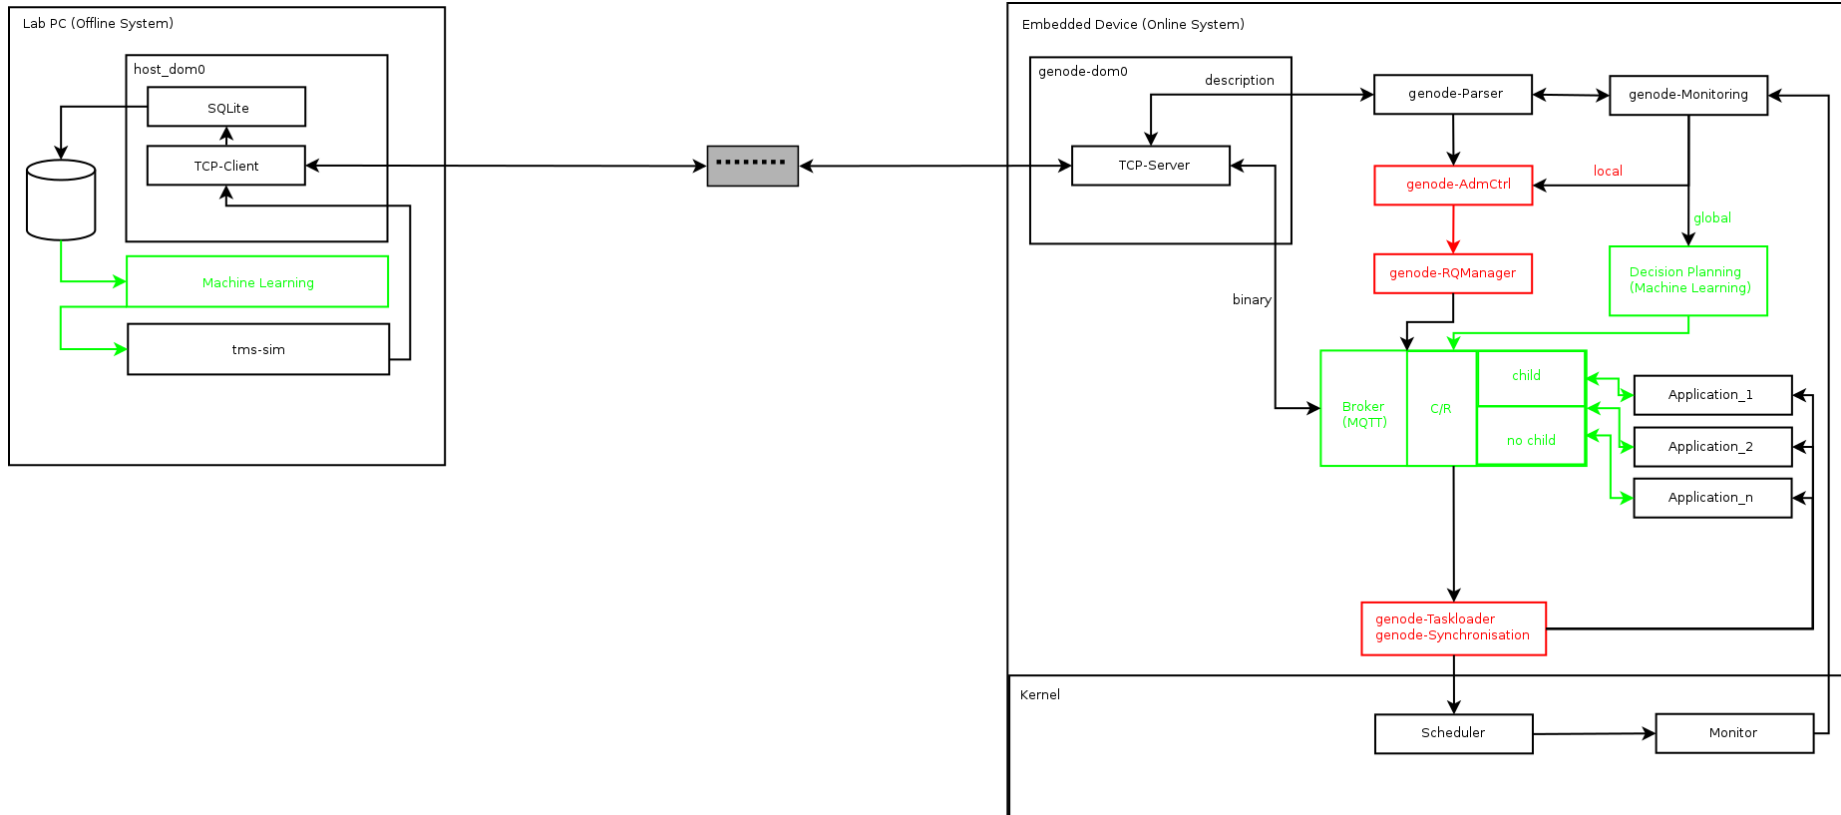 Lab PC (Offline System)
host_dom0
SQLite
TCP-Client
Machine Learning
tms-sim
Embedded Device (Online System)
genode-dom0
description
TCP-Server
binary
genode-Parser
genode-Monitoring
genode-AdmCtrl
local
global
genode-RQManager
Decision Planning
(Machine Learning)
Broker
(MQTT)
C/R
child
no child
Application_1
Application_2
Application_n
genode-Taskloader
genode-Synchronisation
Kernel
Scheduler
Monitor